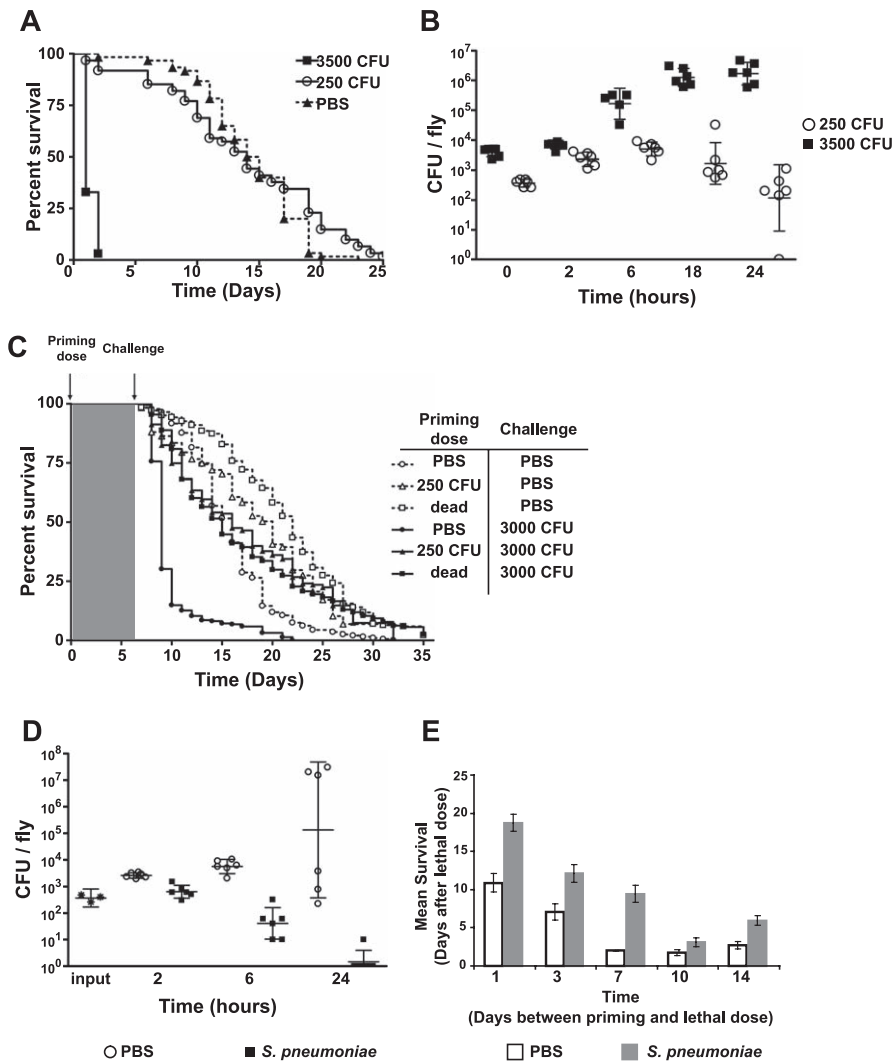 A
Percent survival
100
75
50
25
0
0 5 10 15 20 25
Time (Days)
3500 CFU
250 CFU
PBS
B
CFU / fly
10⁷
10⁶
10⁵
10⁴
10³
10²
10¹
10⁰
0 2 6 18 24
Time (hours)
250 CFU
3500 CFU
C
Priming dose
Challenge
Percent survival
100
75
50
25
0
0 5 10 15 20 25 30 35
Time (Days)
Priming dose Challenge
PBS PBS
250 CFU PBS
dead PBS
PBS 3000 CFU
250 CFU 3000 CFU
dead 3000 CFU
D
CFU / fly
10⁸
10⁷
10⁶
10⁵
10⁴
10³
10²
10¹
10⁰
input 2 6 24
Time (hours)
PBS S. pneumoniae
E
Mean Survival
(Days after lethal dose)
25
20
15
10
5
0
1 3 7 10 14
Time
(Days between priming and lethal dose)
PBS S. pneumoniae